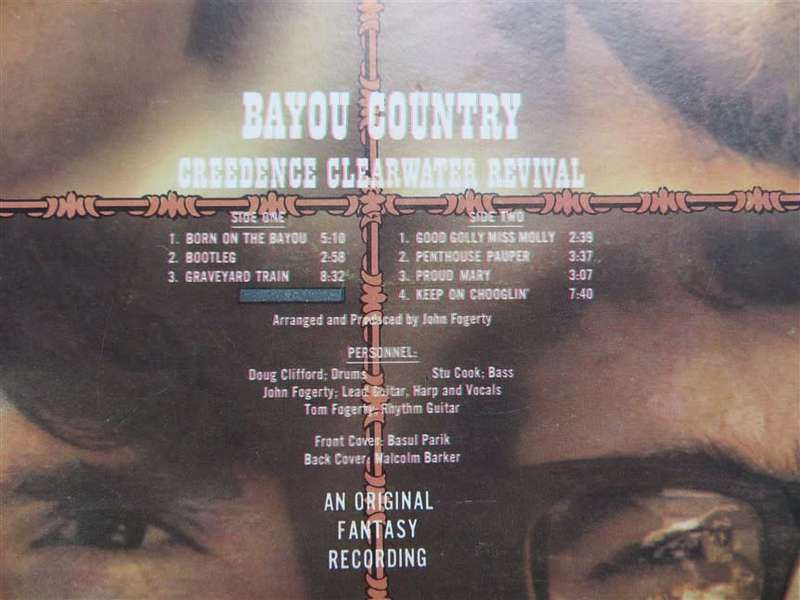 BAYOU COUNTRY
CREEDENCE CLEARWATER REVIVAL
SIDE ONE
1. BORN ON THE BAYOU 5:10
2. BOOTLEG 2:58
3. GRAVEYARD TRAIN 8:32
SIDE TWO
1. GOOD GOLLY MISS MOLLY 2:39
2. PENTHOUSE PAUPER 3:37
3. PROUD MARY 3:07
4. KEEP ON CHOOGLIN' 7:40
Arranged and Produced by John Fogerty
PERSONNEL:
Doug Clifford; Drums Stu Cook; Bass
John Fogerty; Lead Guitar, Harp and Vocals
Tom Fogerty; Rhythm Guitar
Front Cover: Basul Parik
Back Cover: Malcolm Barker
AN ORIGINAL
FANTASY
RECORDING